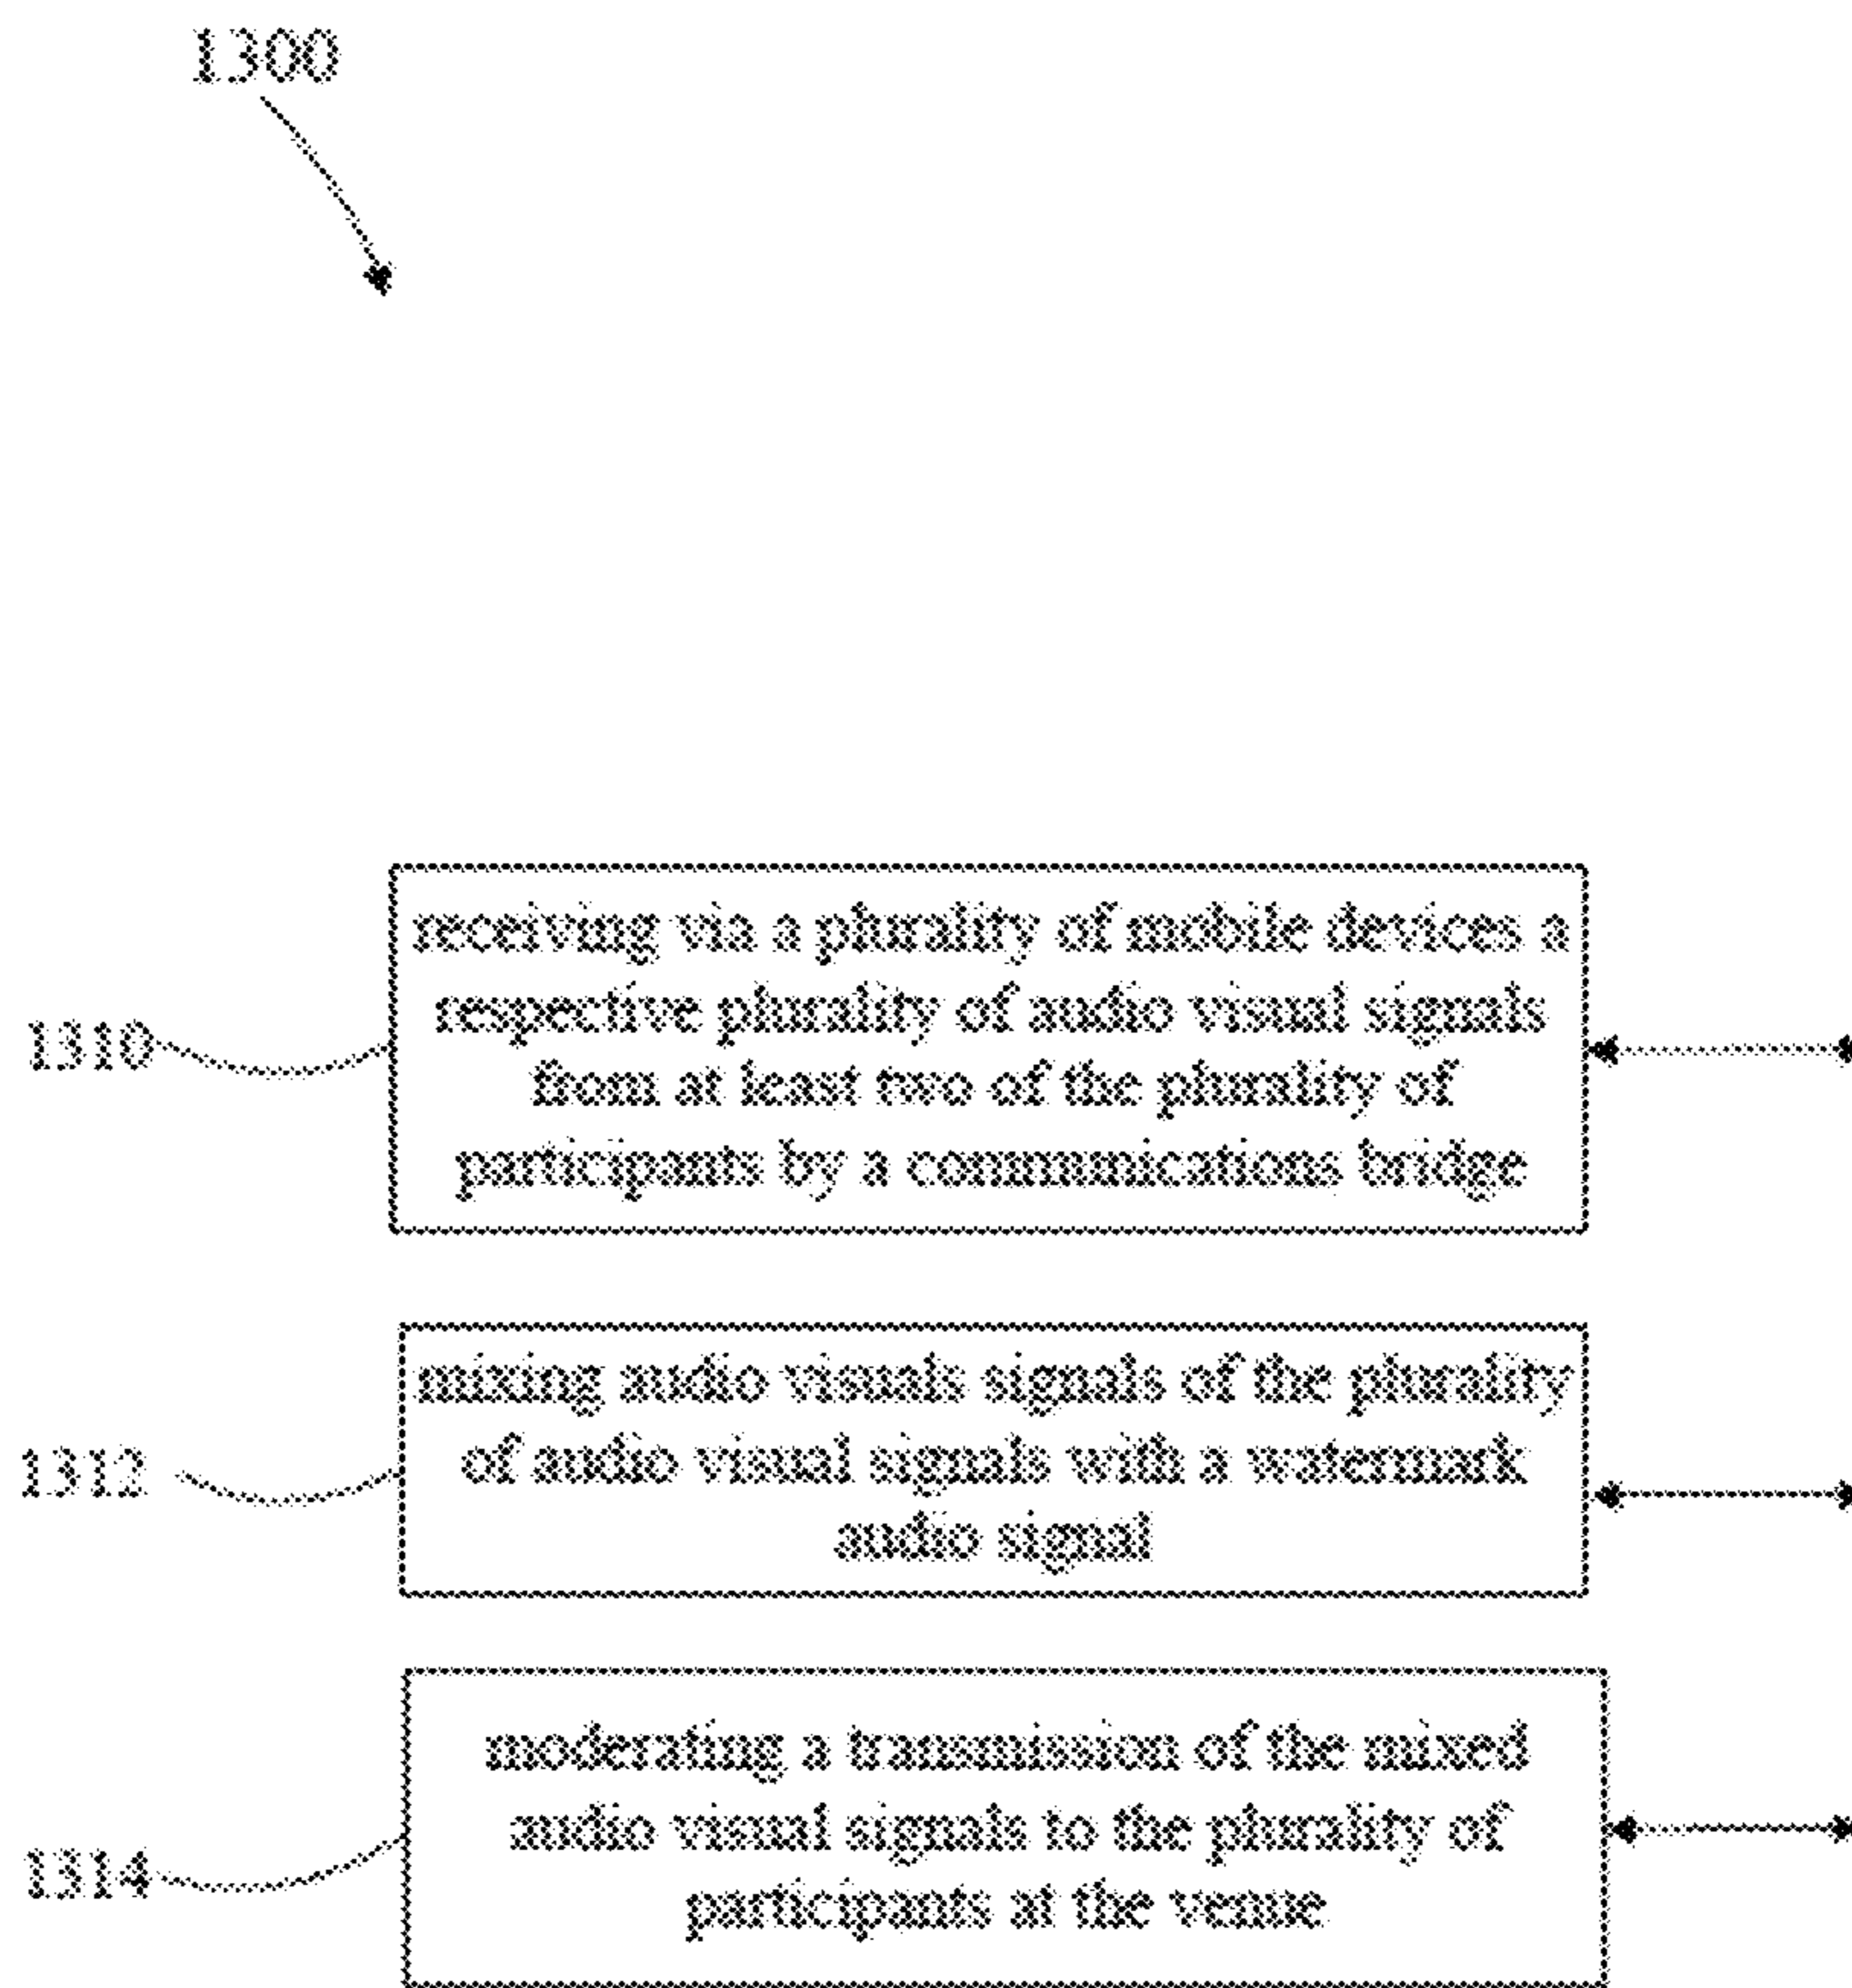 1300
receiving via a plurality of mobile devices a
respective plurality of audio visual signals
from at least two of the plurality of
participants by a communications bridge
1310
mixing audio visuals signals of the plurality
of audio visual signals with a watermark
audio signal
1312
moderating a transmission of the mixed
audio visual signals to the plurality of
participants at the venue
1314